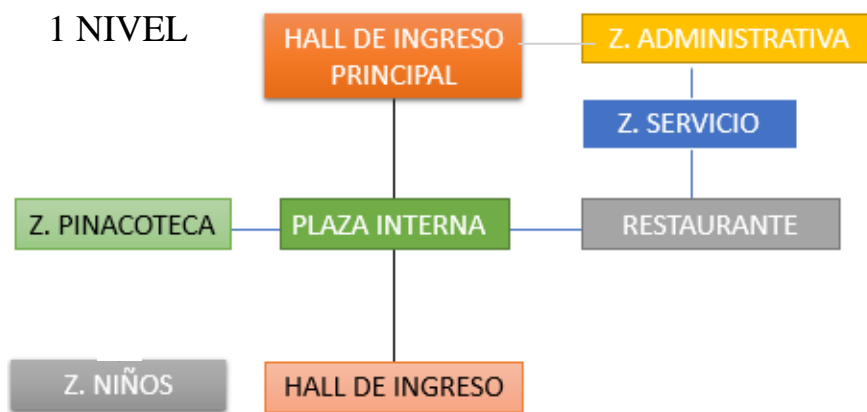 1 NIVEL
HALL DE INGRESO
PRINCIPAL
Z. ADMINISTRATIVA
Z. SERVICIO
Z. PINACOTECA
PLAZA INTERNA
RESTAURANTE
Z. NIÑOS
HALL DE INGRESO